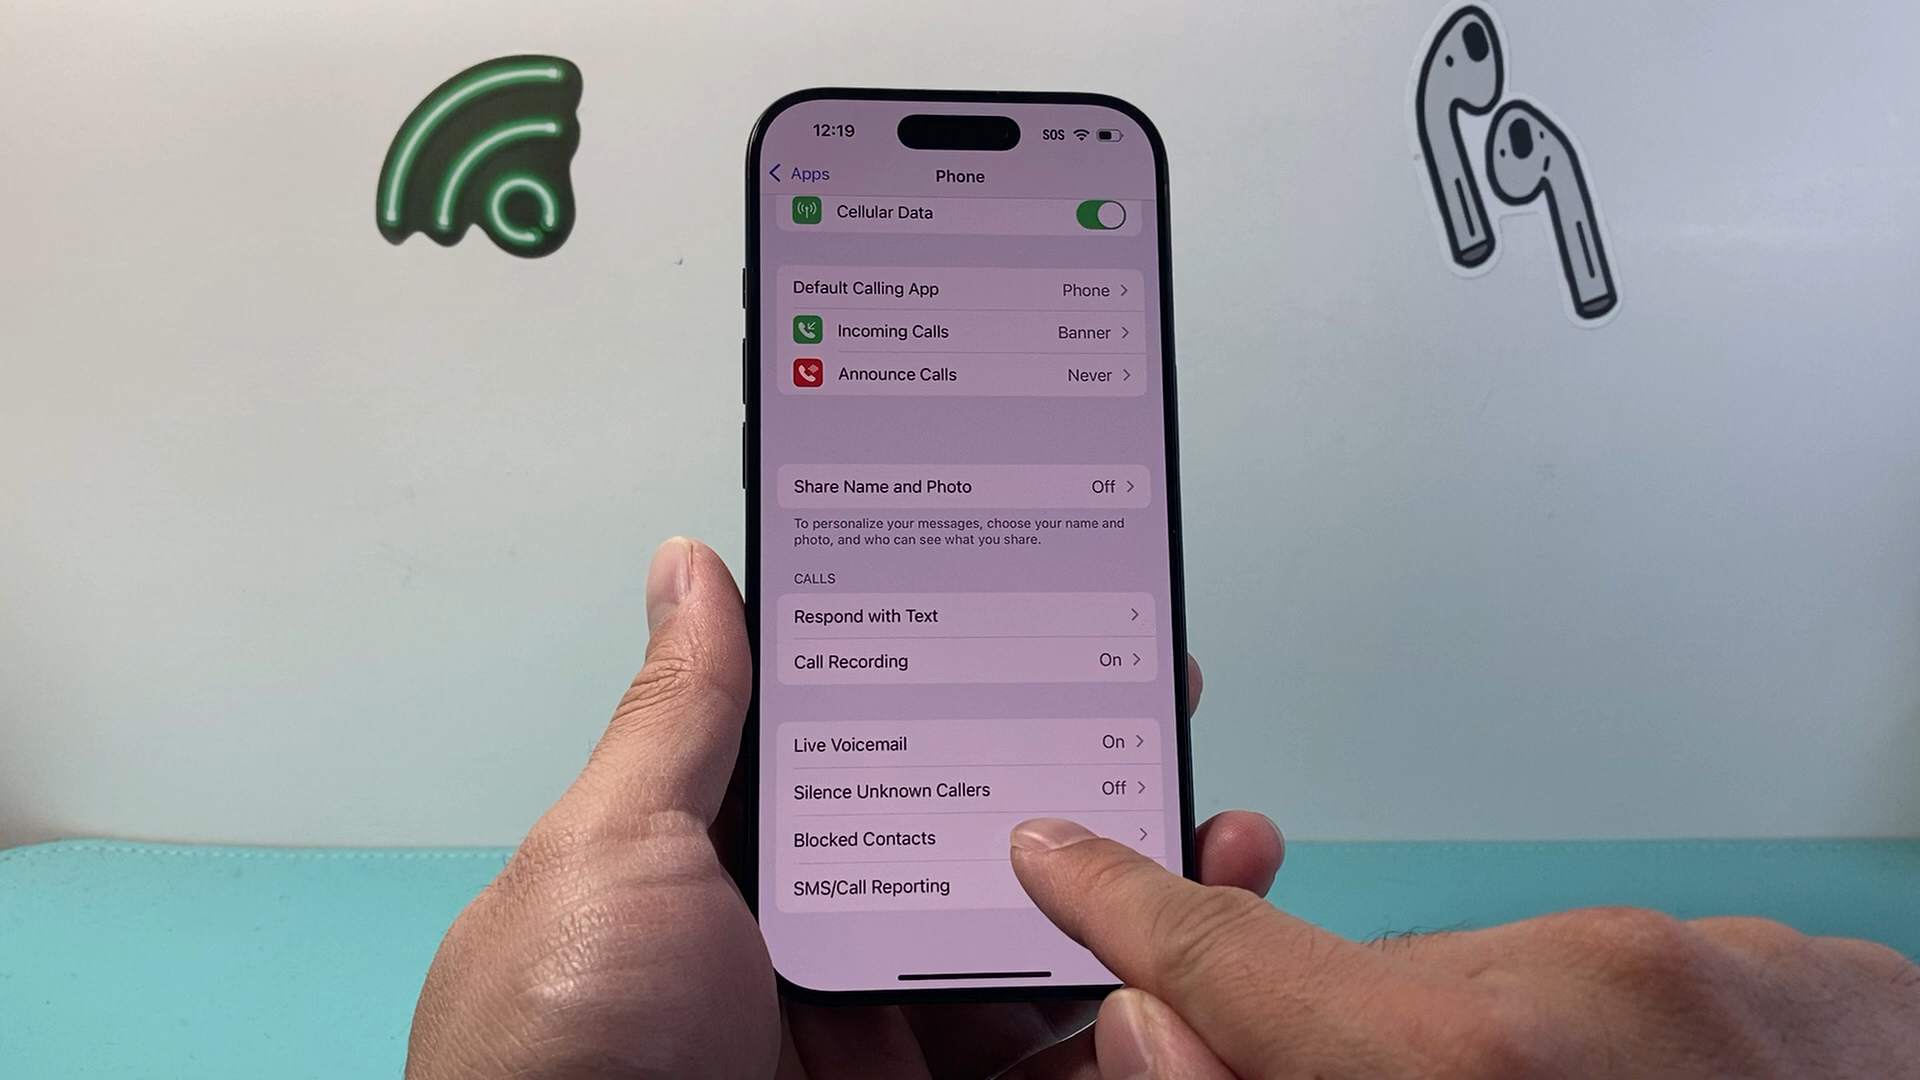 12:19 SOS
Apps Phone
Cellular Data
Default Calling App Phone
Incoming Calls Banner
Announce Calls Never
Share Name and Photo Off
To personalize your messages, choose your name and
photo, and who can see what you share.
CALLS
Respond with Text
Call Recording On
Live Voicemail On
Silence Unknown Callers Off
Blocked Contacts
SMS/Call Reporting